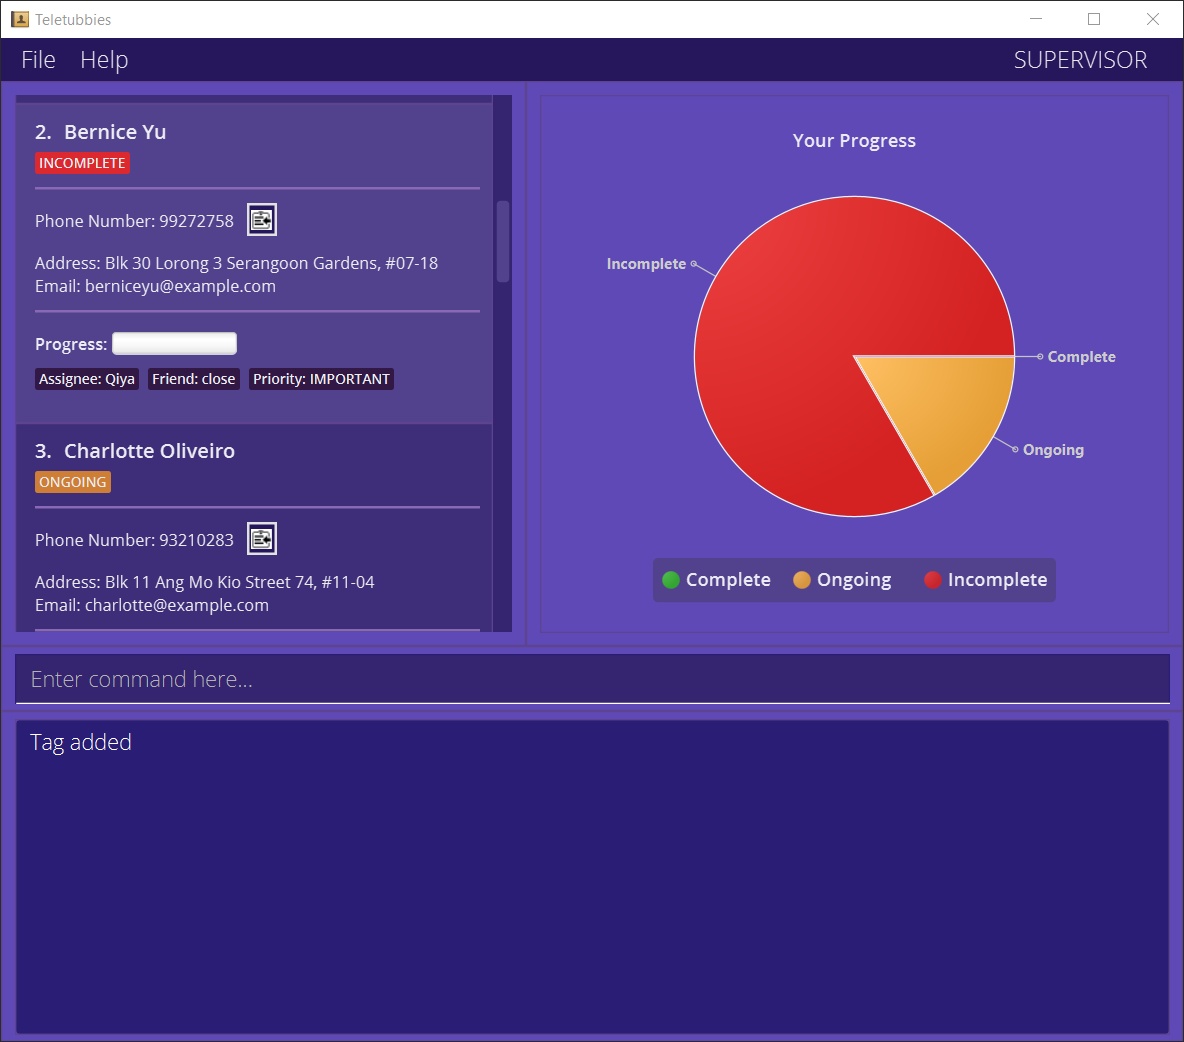 Teletubbies
File Help SUPERVISOR
2. Bernice Yu
INCOMPLETE
Phone Number: 99272758
Address: Blk 30 Lorong 3 Serangoon Gardens, #07-18
Email: berniceyu@example.com
Progress:
Assignee: Qiya Friend: close Priority: IMPORTANT
3. Charlotte Oliveiro
ONGOING
Phone Number: 93210283
Address: Blk 11 Ang Mo Kio Street 74, #11-04
Email: charlotte@example.com
Your Progress
Incomplete
Complete
Ongoing
Complete Ongoing Incomplete
Enter command here...
Tag added